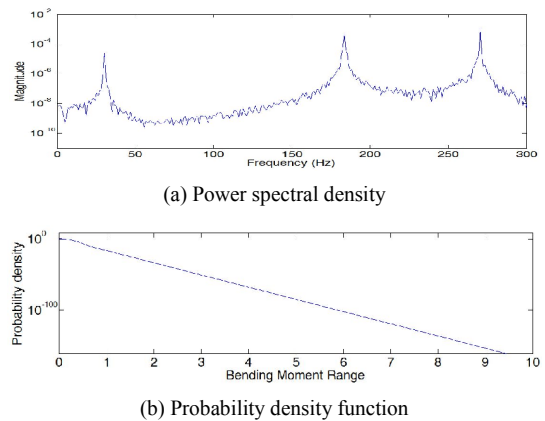 10^-2
10^-4
10^-6
10^-8
10^-10
Magnitude
0 50 100 150 200 250 300
Frequency (Hz)
(a) Power spectral density
10^0
10^-100
Probability density
0 1 2 3 4 5 6 7 8 9 10
Bending Moment Range
(b) Probability density function